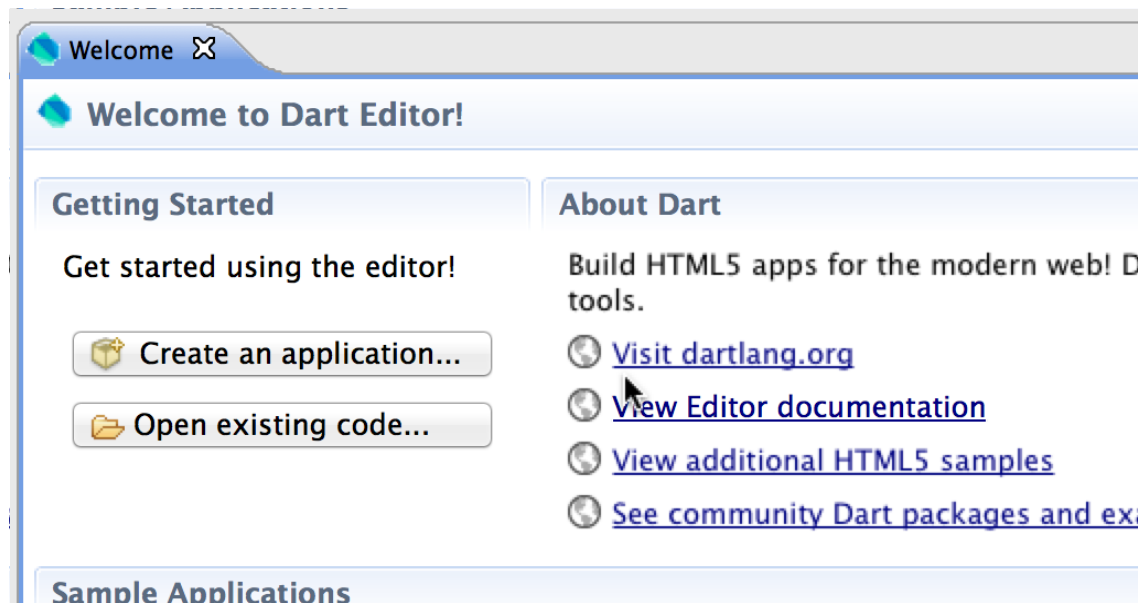 Welcome
Welcome to Dart Editor!
Getting Started
Get started using the editor!
Create an application...
Open existing code...
About Dart
Build HTML5 apps for the modern web! D
tools.
Visit dartlang.org
View Editor documentation
View additional HTML5 samples
See community Dart packages and exa
Sample Applications